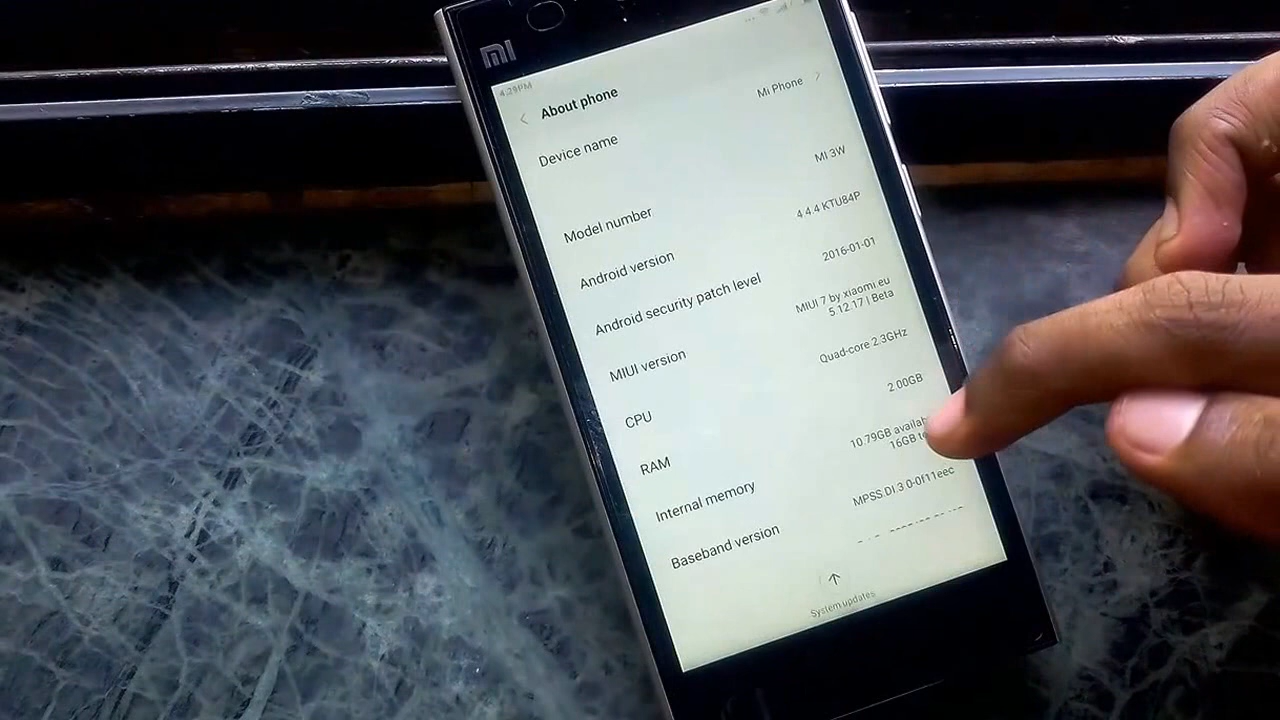 MI
4:29PM
About phone
Device name
Mi Phone
Model number
MI 3W
Android version
4.4.4 KTU84P
Android security patch level
2016-01-01
MIUI version
MIUI 7 by xiaomi.eu
5.12.17 | Beta
CPU
Quad-core 2.3GHz
RAM
2.00GB
Internal memory
10.79GB
16GB
Baseband version
MPSS.DI.3.0-0f11eec
System updates